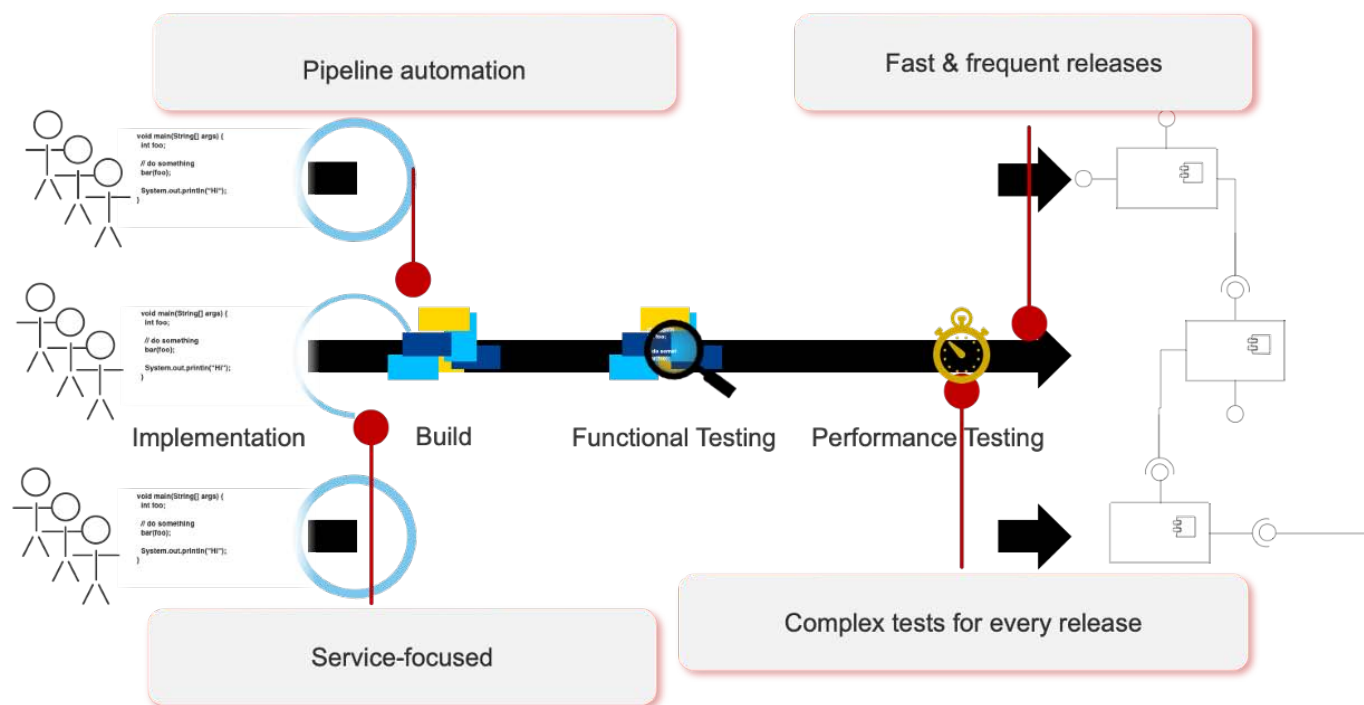 Pipeline automation
Fast & frequent releases
void main(String[] args) {
int foo;
// do something
bar(foo);
System.out.println("Hi");
}
void main(String[] args) {
int foo;
// do something
bar(foo);
System.out.println("Hi");
}
Implementation
Build
Functional Testing
Performance Testing
void main(String[] args) {
int foo;
// do something
bar(foo);
System.out.println("Hi");
}
Service-focused
Complex tests for every release